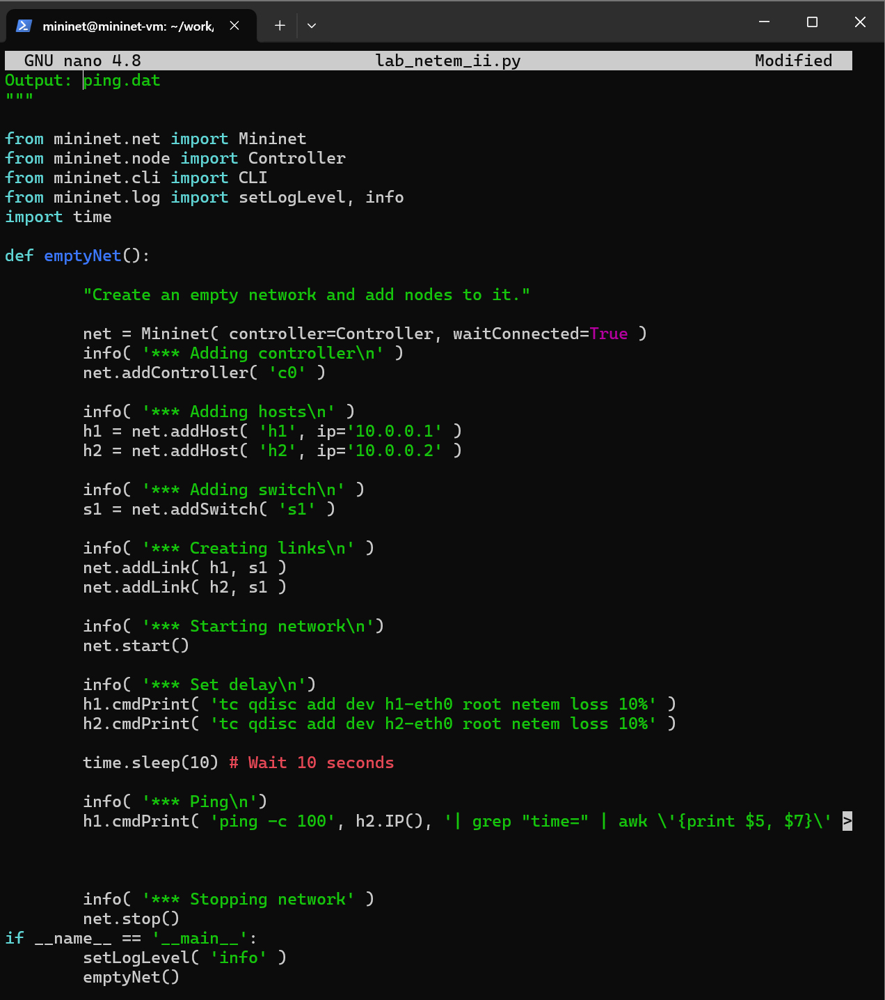 mininet@mininet-vm: ~/work/
GNU nano 4.8 lab_netem_ii.py Modified
Output: ping.dat
"""
from mininet.net import Mininet
from mininet.node import Controller
from mininet.cli import CLI
from mininet.log import setLogLevel, info
import time
def emptyNet():
"Create an empty network and add nodes to it."
net = Mininet( controller=Controller, waitConnected=True )
info( '*** Adding controller\n' )
net.addController( 'c0' )
info( '*** Adding hosts\n' )
h1 = net.addHost( 'h1', ip='10.0.0.1' )
h2 = net.addHost( 'h2', ip='10.0.0.2' )
info( '*** Adding switch\n' )
s1 = net.addSwitch( 's1' )
info( '*** Creating links\n' )
net.addLink( h1, s1 )
net.addLink( h2, s1 )
info( '*** Starting network\n')
net.start()
info( '*** Set delay\n')
h1.cmdPrint( 'tc qdisc add dev h1-eth0 root netem loss 10%' )
h2.cmdPrint( 'tc qdisc add dev h2-eth0 root netem loss 10%' )
time.sleep(10) # Wait 10 seconds
info( '*** Ping\n')
h1.cmdPrint( 'ping -c 100', h2.IP(), '| grep "time=" | awk \'{print $5, $7}\' >
info( '*** Stopping network' )
net.stop()
if __name__ == '__main__':
setLogLevel( 'info' )
emptyNet()